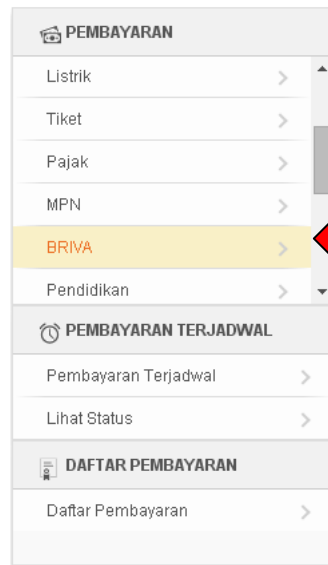 PEMBAYARAN
Listrik
Tiket
Pajak
MPN
BRIVA
Pendidikan
PEMBAYARAN TERJADWAL
Pembayaran Terjadwal
Lihat Status
DAFTAR PEMBAYARAN
Daftar Pembayaran